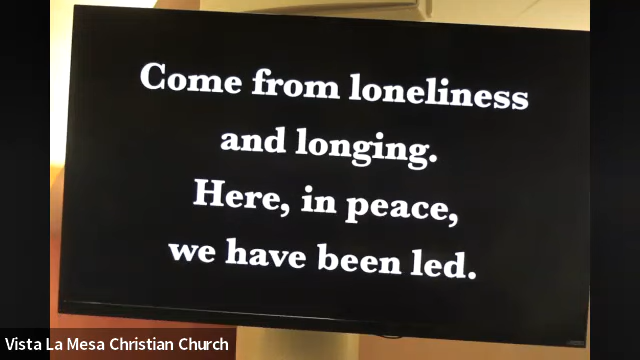 Come from loneliness
and longing.
Here, in peace,
we have been led.
Vista La Mesa Christian Church